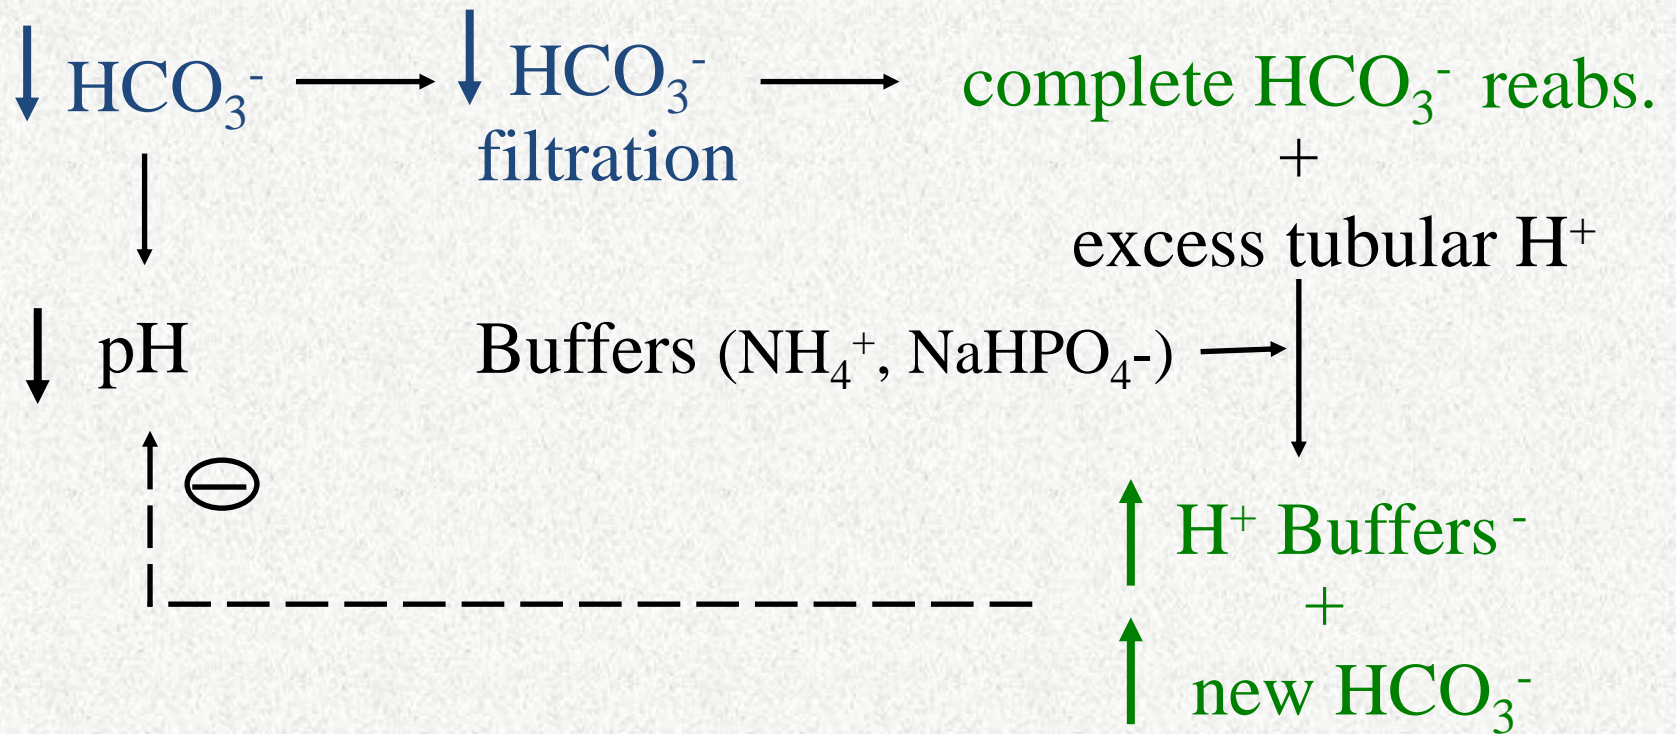 ↓ HCO₃⁻ → ↓ HCO₃⁻ → complete HCO₃⁻ reabs.
filtration
+
excess tubular H⁺
↓ pH
Buffers (NH₄⁺, NaHPO₄-)
↑ H⁺ Buffers ⁻
+
↑ new HCO₃⁻